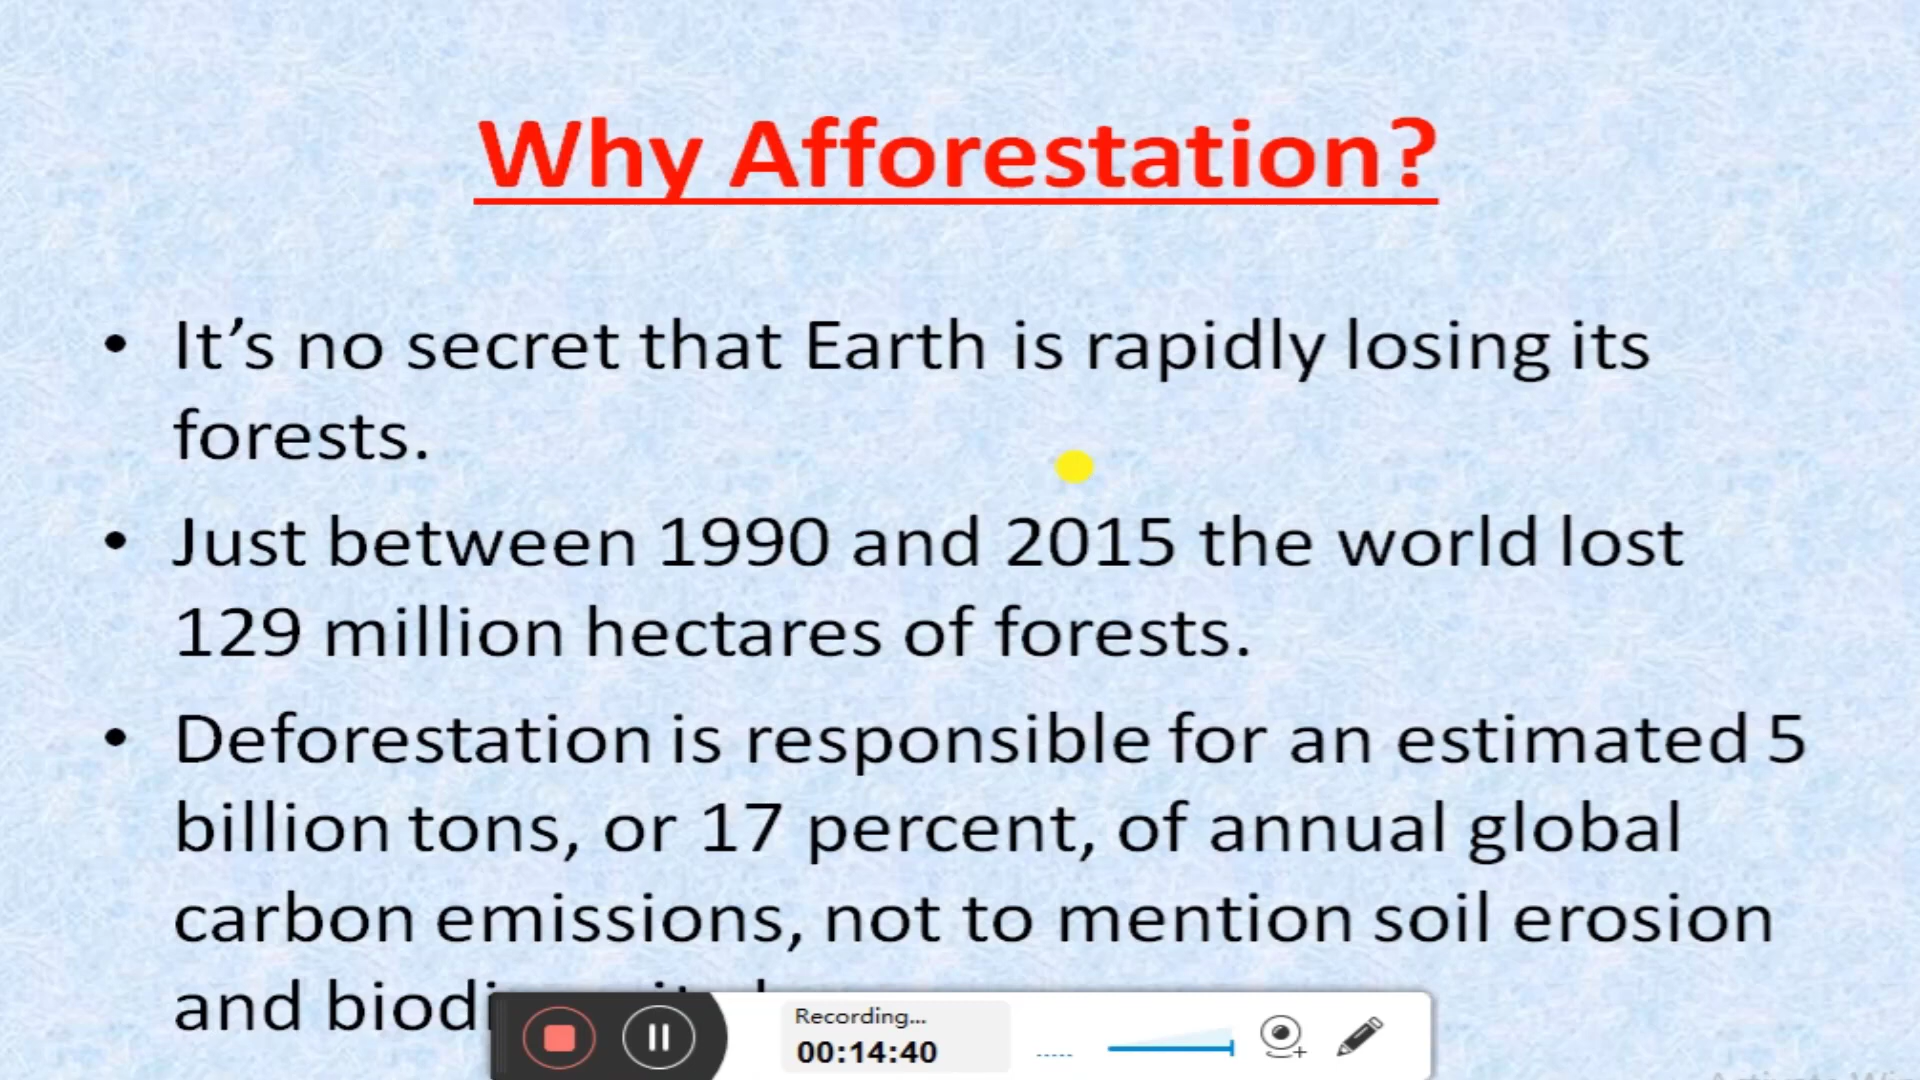 Why Afforestation?
• It’s no secret that Earth is rapidly losing its
forests.
• Just between 1990 and 2015 the world lost
129 million hectares of forests.
• Deforestation is responsible for an estimated 5
billion tons, or 17 percent, of annual global
carbon emissions, not to mention soil erosion
and
Recording...
00:14:40